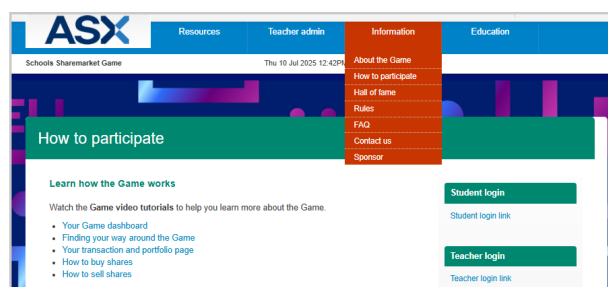 ASX
Resources
Teacher admin
Information
Education
Schools Sharemarket Game
Thu 10 Jul 2025 12:42PM
About the Game
How to participate
Hall of fame
Rules
FAQ
Contact us
Sponsor
How to participate
Learn how the Game works
Watch the Game video tutorials to help you learn more about the Game.
Your Game dashboard
Finding your way around the Game
Your transaction and portfolio page
How to buy shares
How to sell shares
Student login
Student login link
Teacher login
Teacher login link